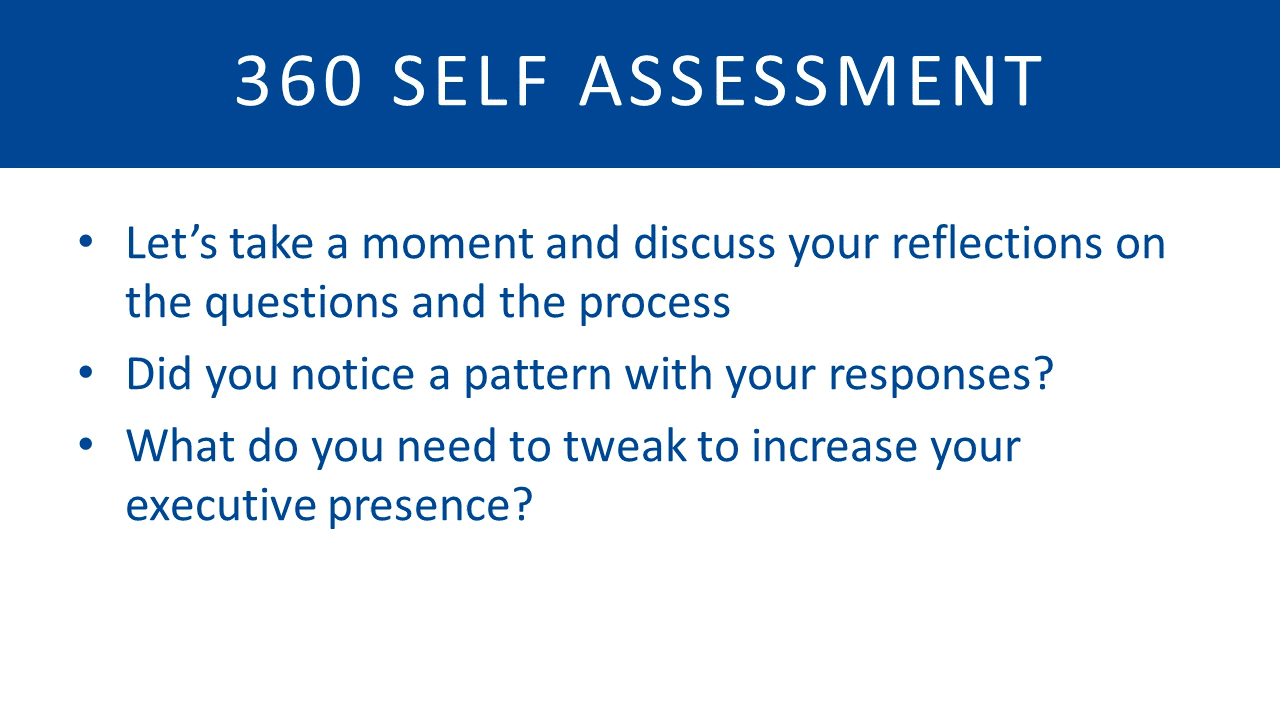 360 SELF ASSESSMENT
• Let’s take a moment and discuss your reflections on
the questions and the process
• Did you notice a pattern with your responses?
• What do you need to tweak to increase your
executive presence?